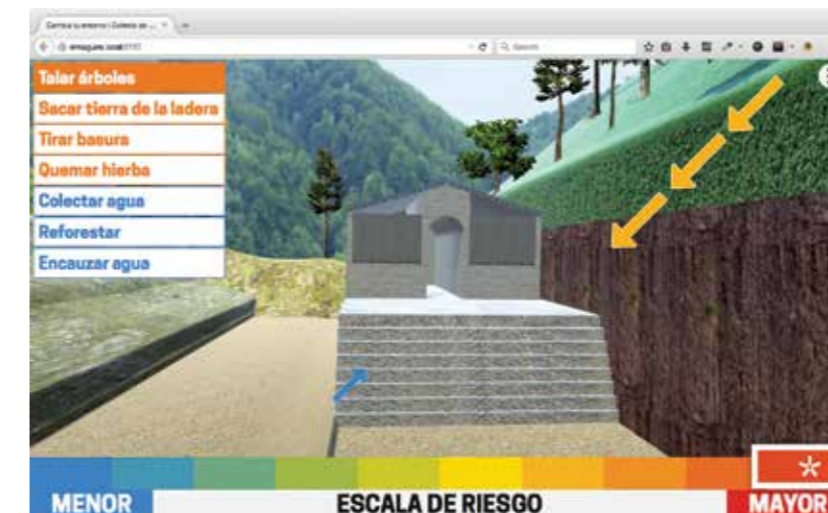 Search
Talar árboles
Sacar tierra de la ladera
Tirar basura
Quemar hierba
Colectar agua
Reforestar
Encauzar agua
MENOR
ESCALA DE RIESGO
MAYOR